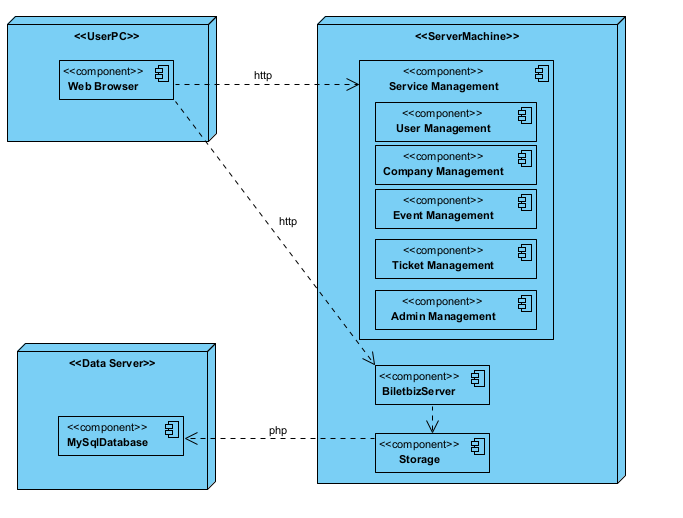 <<UserPC>>
<<component>>
Web Browser
http
http
<<ServerMachine>>
<<component>>
Service Management
<<component>>
User Management
<<component>>
Company Management
<<component>>
Event Management
<<component>>
Ticket Management
<<component>>
Admin Management
<<component>>
BiletbizServer
<<component>>
Storage
php
<<Data Server>>
<<component>>
MySqlDatabase